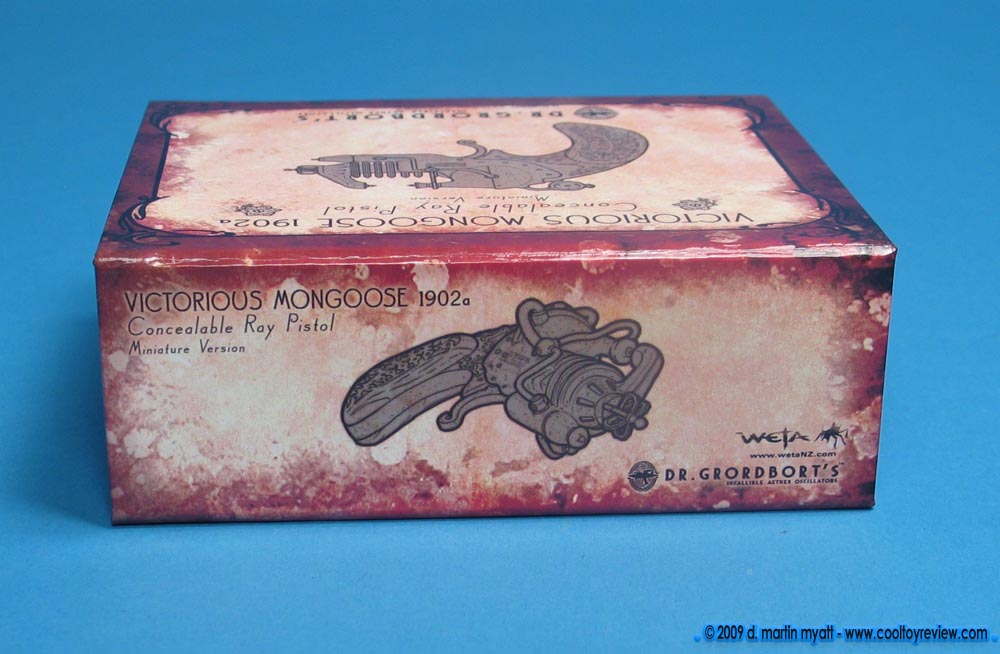 DR. GRORDBORT'S
Miniature Version
Concealable Ray Pistol
VICTORIOUS MONGOOSE 1902a
VICTORIOUS MONGOOSE 1902a
Concealable Ray Pistol
Miniature Version
WETA
www.wetaNZ.com
DR. GRORDBORT'S
INFALLIBLE AETHER OSCILLATORS
© 2009 d. martin myatt - www.cooltoyreview.com